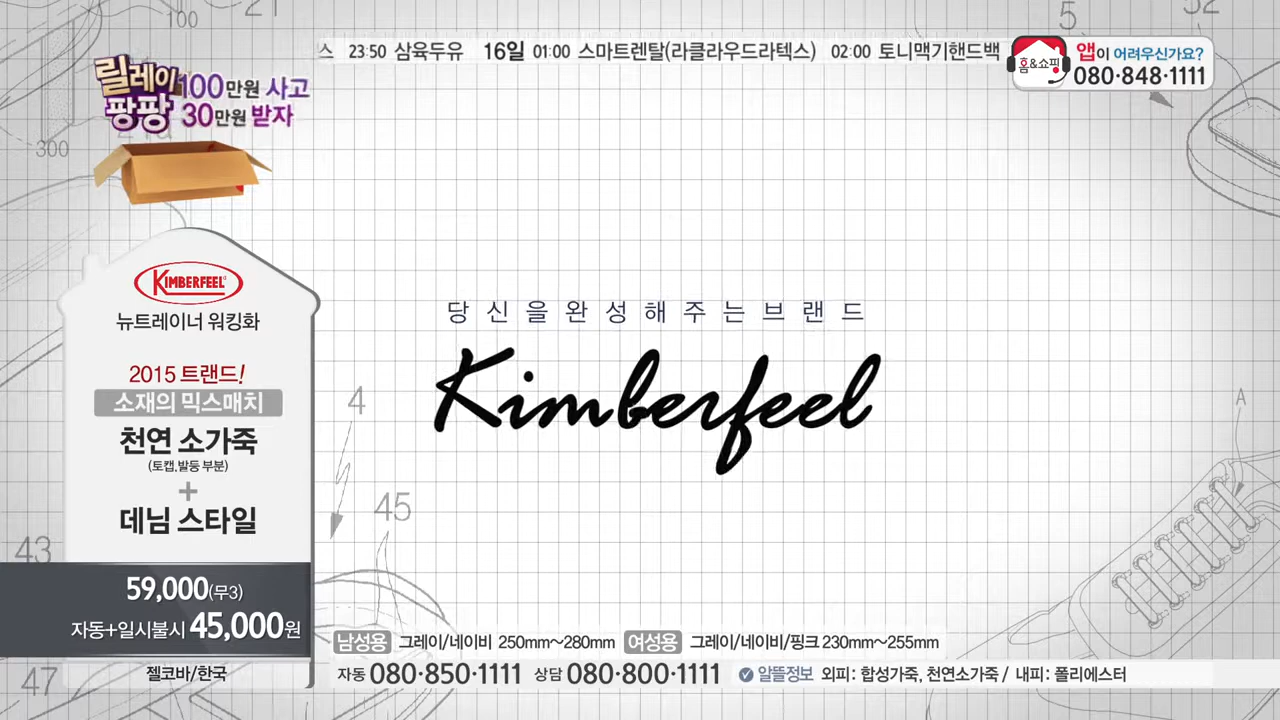 스 23:50 삼육두유 16일 01:00 스마트렌탈(라클라우드라텍스) 02:00 토니맥기핸드백
홈&쇼핑
앱이 어려우신가요?
080·848·1111
릴레이 100만원 사고
팡팡 30만원 받자
100
21
5
52
300
KIMBERFEEL
뉴트레이너 워킹화
2015 트랜드!
소재의 믹스매치
천연 소가죽
(토캡,발등 부분)
+
데님 스타일
59,000(무3)
자동+일시불시 45,000원
젤코바/한국
당신을완성해주는브랜드
Kimberfeel
4
A
45
43
47
남성용 그레이/네이비 250mm~280mm 여성용 그레이/네이비/핑크 230mm~255mm
자동 080·850·1111 상담 080·800·1111 알뜰정보 외피: 합성가죽, 천연소가죽 / 내피: 폴리에스터